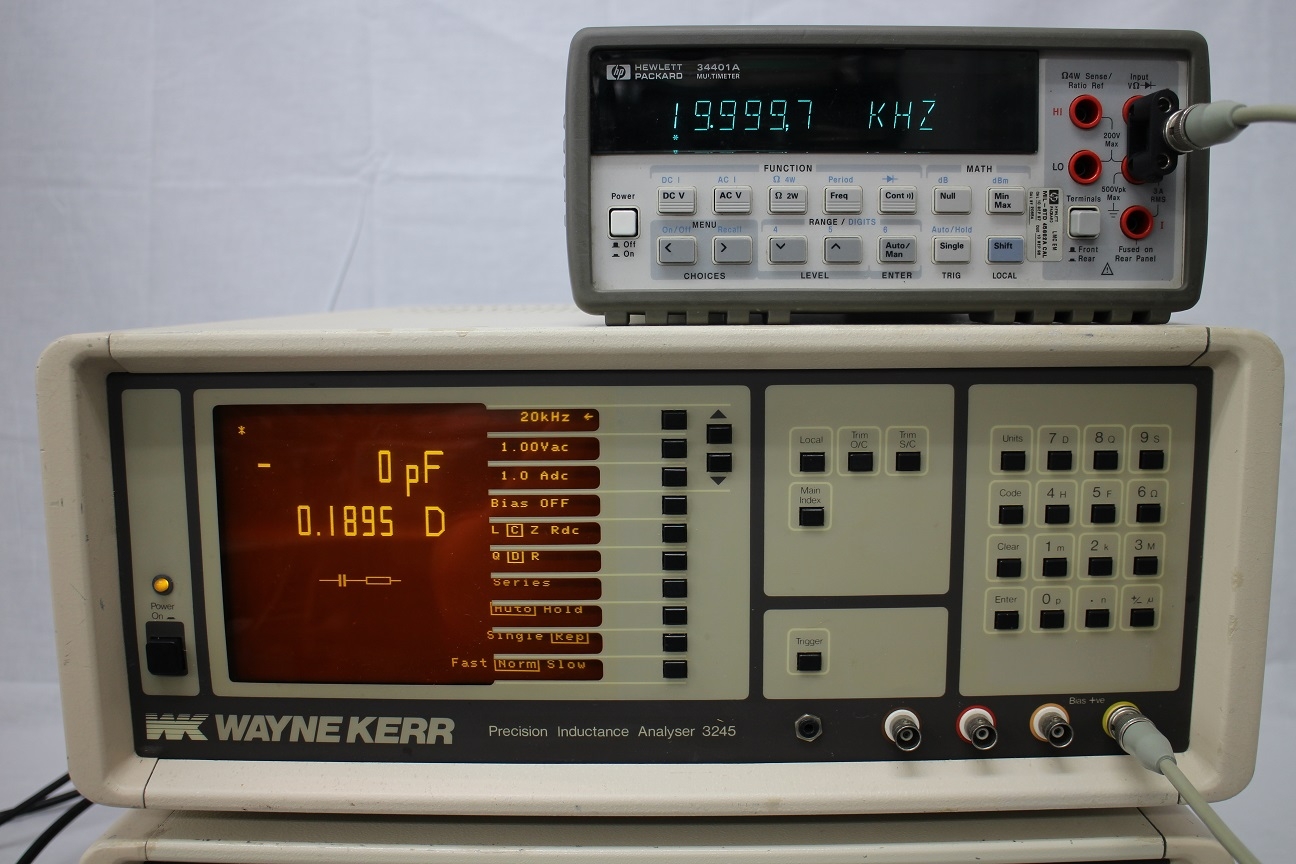 hp HEWLETT PACKARD 34401A MULTIMETER
19.999,7 KHZ
Ω4W Sense/ Ratio Ref
Input VΩ
HI
200V Max
LO
500Vpk Max
3A RMS
Terminals
Front
Rear
I
Fused on Rear Panel
Power
Off
On
FUNCTION
MATH
DC I AC I Ω 4W Period dB dBm
DC V AC V Ω 2W Freq Cont Null Min Max
MENU
RANGE / DIGITS
On/Off Recall 4 5 6 Auto/Hold
< > Auto/ Man Single Shift
CHOICES LEVEL ENTER TRIG LOCAL
*
- 0 pF
0.1895 D
20kHz ←
1.00Vac
1.0 Adc
Bias OFF
L C Z Rdc
Q D R
Series
Auto Hold
Single Rep
Fast Norm Slow
Power
On
Local
Trim O/C
Trim S/C
Main Index
Trigger
Units 7 D 8 Q 9 S
Code 4 H 5 F 6 Ω
Clear 1 m 2 k 3 M
Enter 0 p . n +/- µ
Bias +ve
WK WAYNE KERR Precision Inductance Analyser 3245